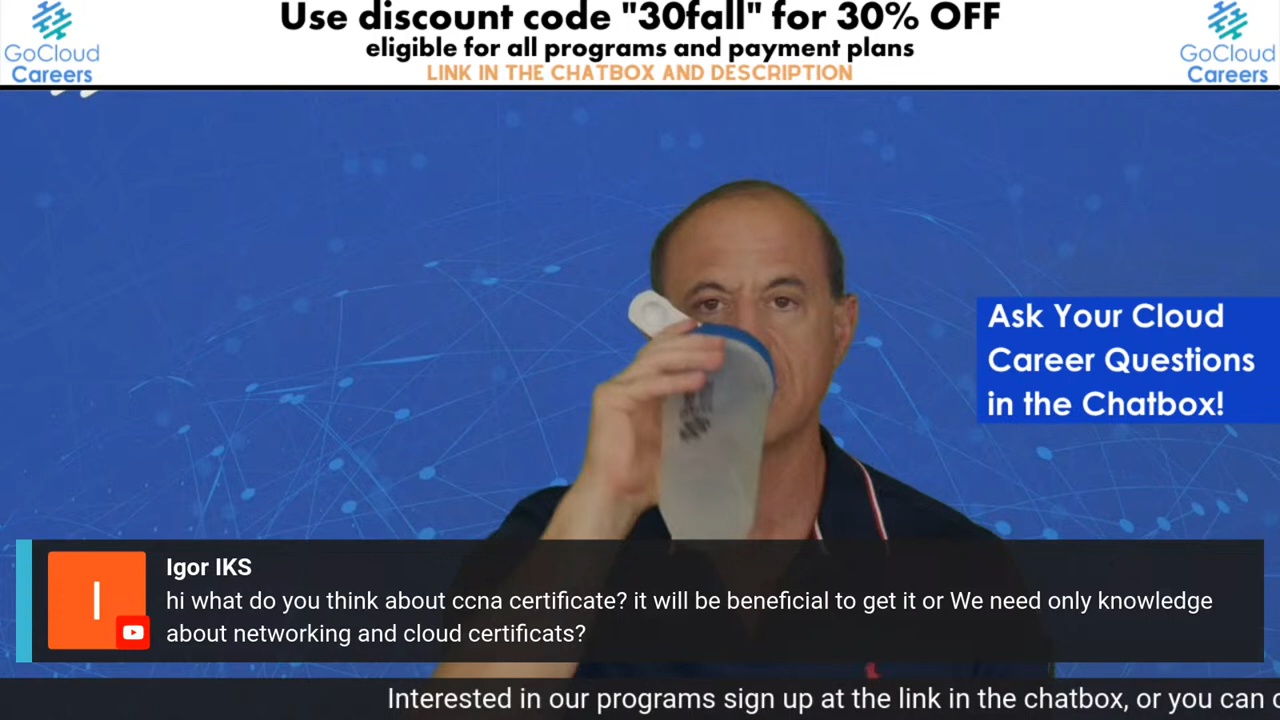 Use discount code "30fall" for 30% OFF
eligible for all programs and payment plans
LINK IN THE CHATBOX AND DESCRIPTION
GoCloud
Careers
GoCloud
Careers
Ask Your Cloud
Career Questions
in the Chatbox!
I
Igor IKS
hi what do you think about ccna certificate? it will be beneficial to get it or We need only knowledge
about networking and cloud certificats?
Interested in our programs sign up at the link in the chatbox, or you can